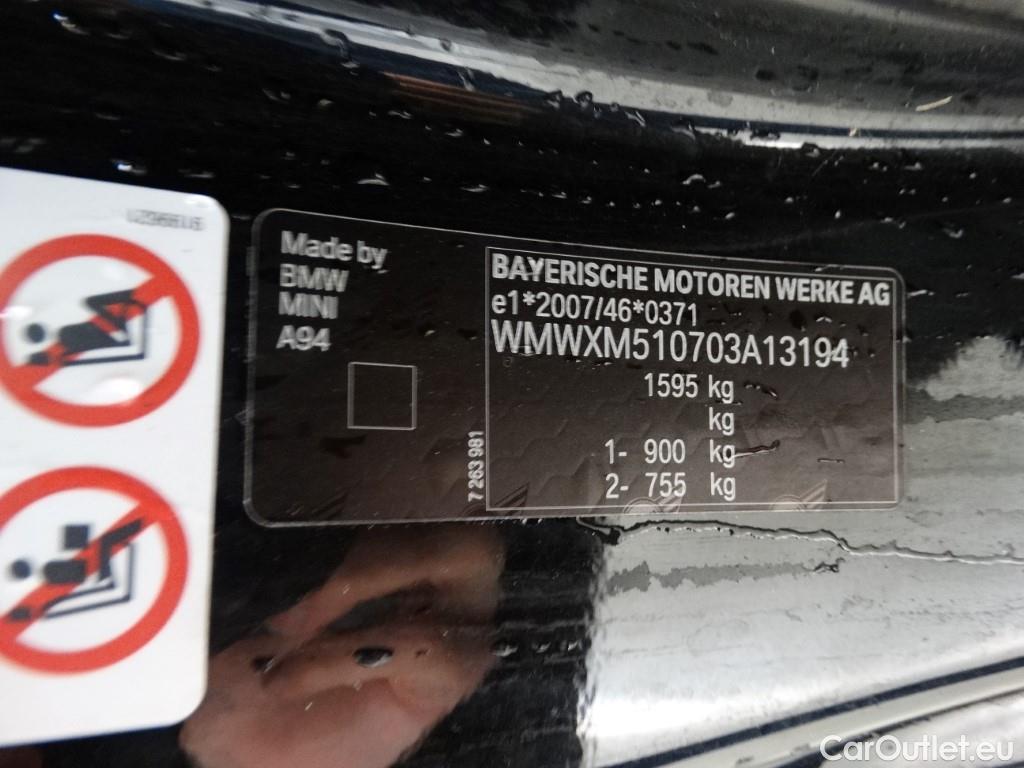 Made by
BMW
MINI
A94
7 263 981
BAYERISCHE MOTOREN WERKE AG
e1*2007/46*0371
WMWXM510703A13194
1595 kg
kg
1- 900 kg
2- 755 kg
CarOutlet.eu